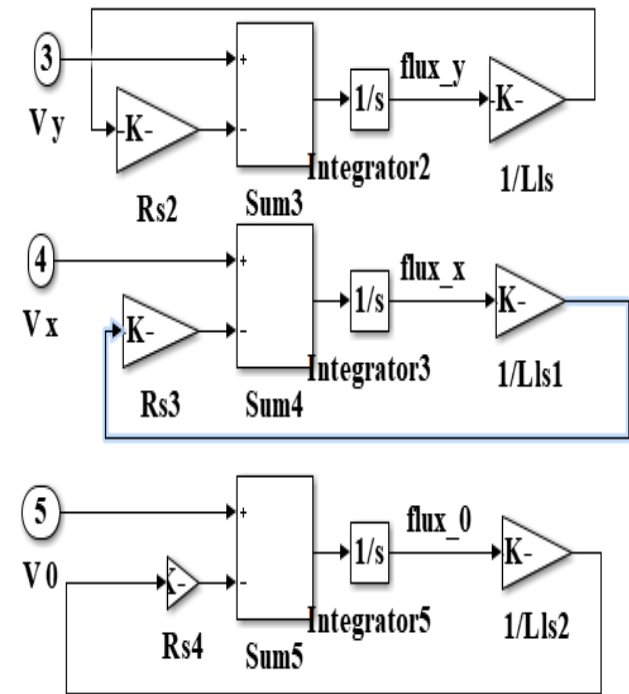 3
+
flux_y
1/s
-K-
Vy
-K-
-
Integrator2
1/Lls
Rs2
Sum3
4
+
flux_x
1/s
K-
Vx
K-
-
Integrator3
1/Lls1
Rs3
Sum4
5
+
flux_0
1/s
K-
V0
K-
-
Integrator5
1/Lls2
Rs4
Sum5